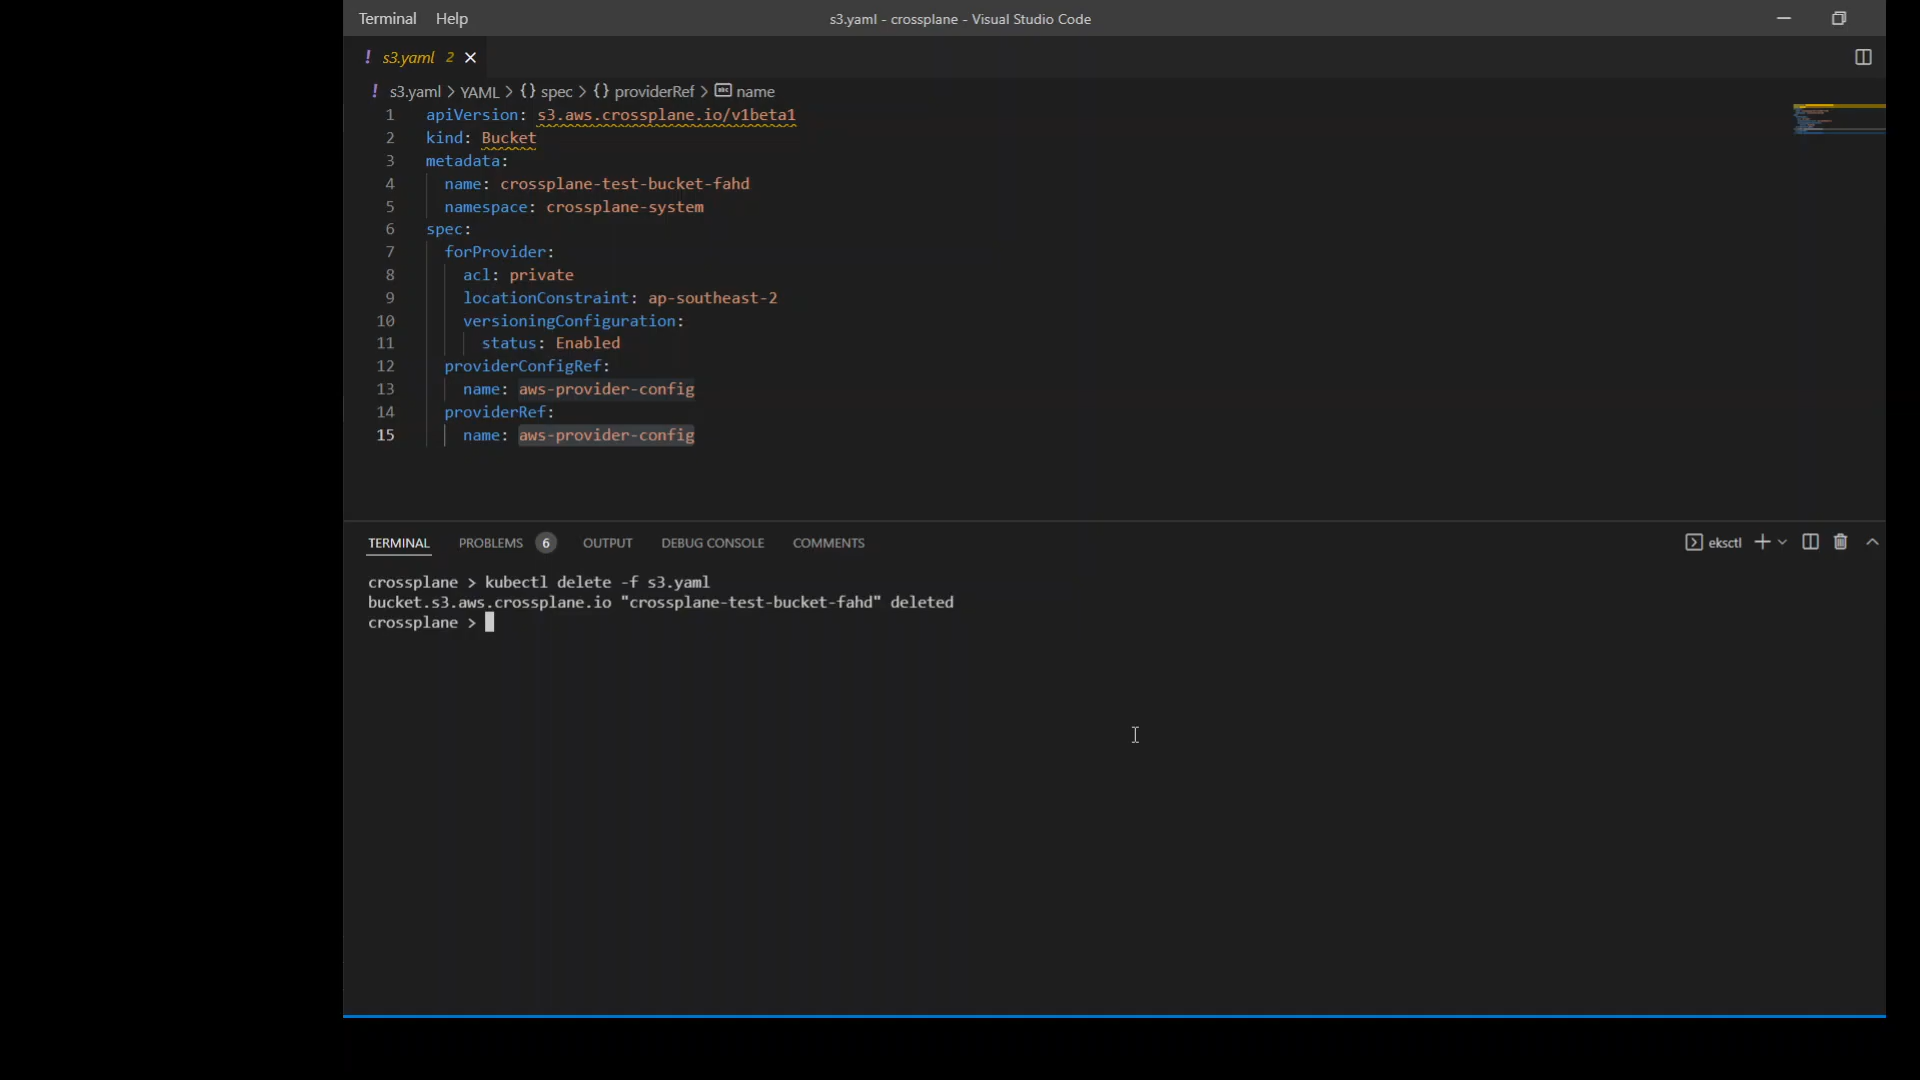 Terminal Help s3.yaml - crossplane - Visual Studio Code
! s3.yaml 2
! s3.yaml > YAML > {} spec > {} providerRef > abc name
1 apiVersion: s3.aws.crossplane.io/v1beta1
2 kind: Bucket
3 metadata:
4 name: crossplane-test-bucket-fahd
5 namespace: crossplane-system
6 spec:
7 forProvider:
8 acl: private
9 locationConstraint: ap-southeast-2
10 versioningConfiguration:
11 status: Enabled
12 providerConfigRef:
13 name: aws-provider-config
14 providerRef:
15 name: aws-provider-config
TERMINAL PROBLEMS 6 OUTPUT DEBUG CONSOLE COMMENTS eksctl
crossplane > kubectl delete -f s3.yaml
bucket.s3.aws.crossplane.io "crossplane-test-bucket-fahd" deleted
crossplane >